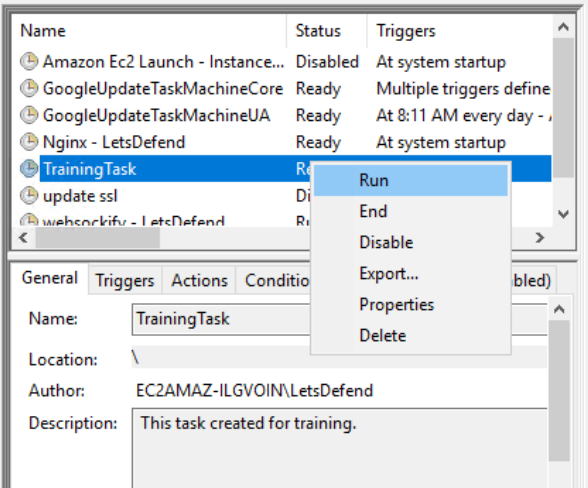 Name Status Triggers
Amazon Ec2 Launch - Instance... Disabled At system startup
GoogleUpdateTaskMachineCore Ready Multiple triggers define
GoogleUpdateTaskMachineUA Ready At 8:11 AM every day -
Nginx - LetsDefend Ready At system startup
TrainingTask Re
update ssl Di
websockify - LetsDefend Ru
Run
End
Disable
Export...
Properties
Delete
General Triggers Actions Conditio bled)
Name: TrainingTask
Location: \
Author: EC2AMAZ-ILGVOIN\LetsDefend
Description: This task created for training.